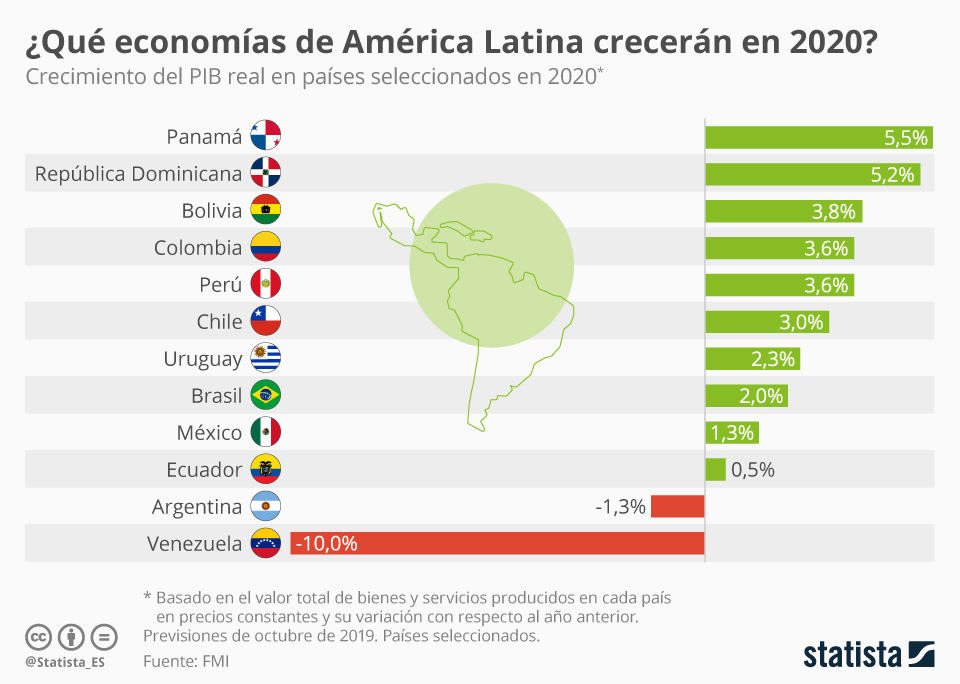 ¿Qué economías de América Latina crecerán en 2020?
Crecimiento del PIB real en países seleccionados en 2020*
Panamá 5,5%
República Dominicana 5,2%
Bolivia 3,8%
Colombia 3,6%
Perú 3,6%
Chile 3,0%
Uruguay 2,3%
Brasil 2,0%
México 1,3%
Ecuador 0,5%
Argentina -1,3%
Venezuela -10,0%
* Basado en el valor total de bienes y servicios producidos en cada país
en precios constantes y su variación con respecto al año anterior.
Previsiones de octubre de 2019. Países seleccionados.
Fuente: FMI
cc
@Statista_ES
statista